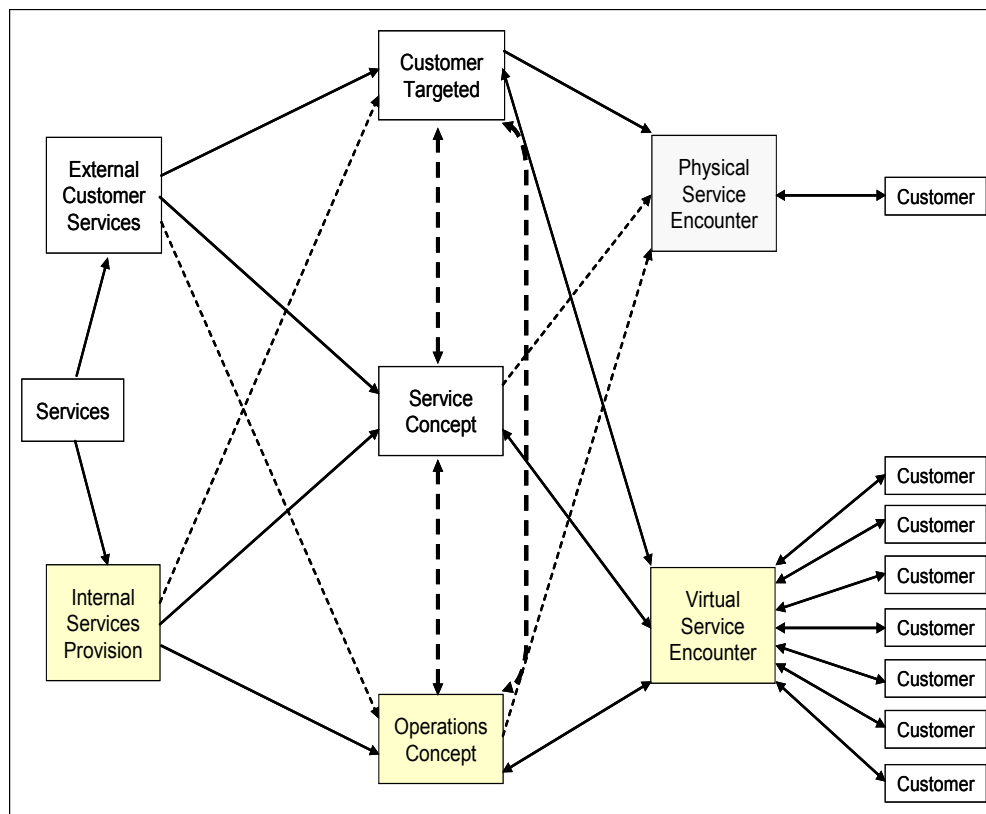 Customer
Targeted
External
Customer
Services
Physical
Service
Encounter
Customer
Services
Service
Concept
Internal
Services
Provision
Operations
Concept
Virtual
Service
Encounter
Customer
Customer
Customer
Customer
Customer
Customer
Customer